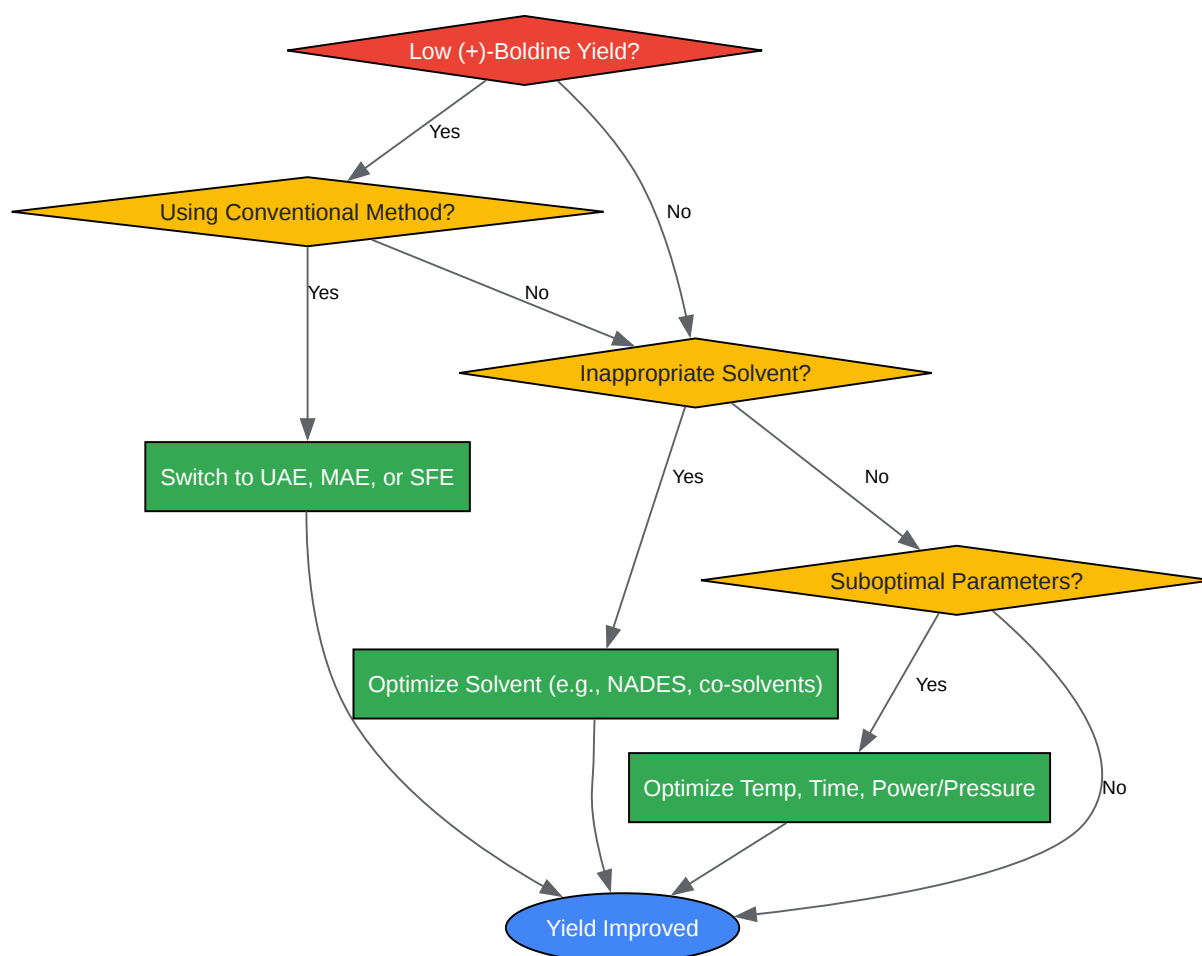 Low (+)-Boldine Yield?
Yes
Using Conventional Method?
No
Yes
No
Inappropriate Solvent?
Switch to UAE, MAE, or SFE
Yes
No
Suboptimal Parameters?
Optimize Solvent (e.g., NADES, co-solvents)
Yes
Optimize Temp, Time, Power/Pressure
No
Yield Improved